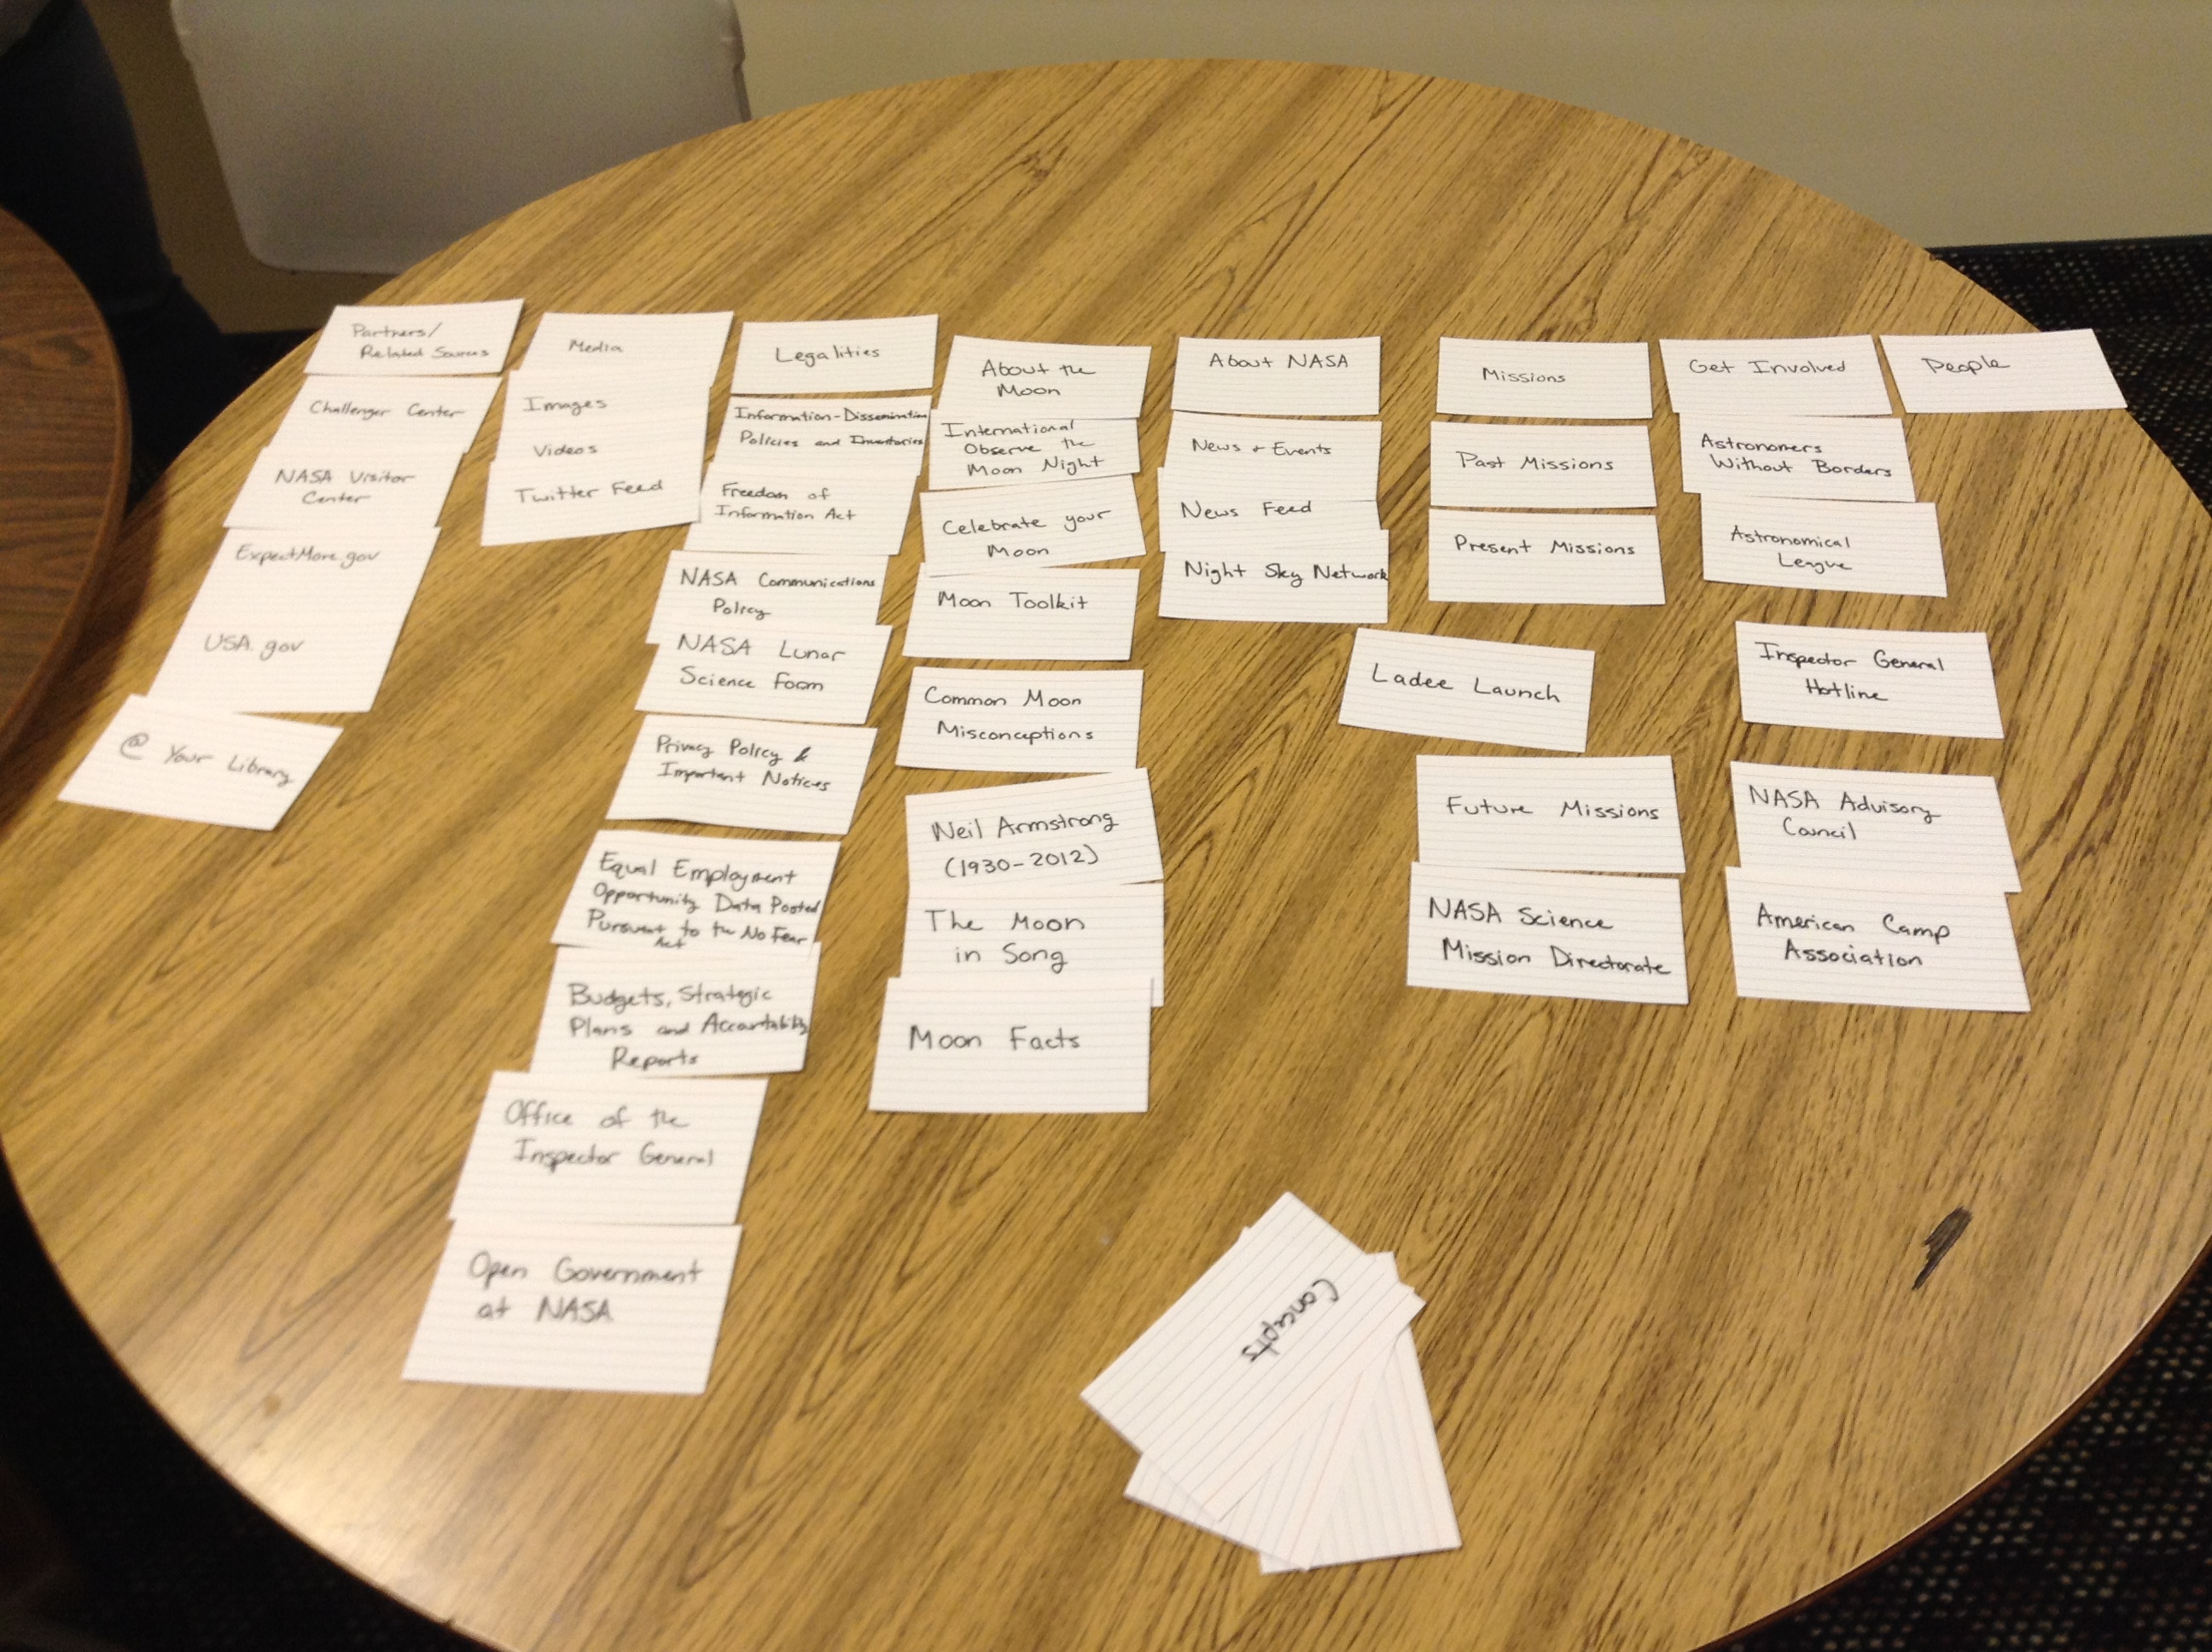 Partners/
Related Sources
Challenger Center
NASA Visitor
Center
ExpectMore.gov
USA.gov
@ Your Library
Media
Images
Videos
Twitter Feed
Legalities
Information-Dissemination
Policies and Inventories
Freedom of
Information Act
NASA Communications
Policy
NASA Lunar
Science Form
Privacy Policy &
Important Notices
Equal Employment
Opportunity Data Posted
Pursuant to the No Fear
Act
Budgets, Strategic
Plans and Accountability
Reports
Office of the
Inspector General
Open Government
at NASA
About the
Moon
International
Observe the
Moon Night
Celebrate your
Moon
Moon Toolkit
Common Moon
Misconceptions
Neil Armstrong
(1930-2012)
The Moon
in Song
Moon Facts
About NASA
News + Events
News Feed
Night Sky Network
Missions
Past Missions
Present Missions
Ladee Launch
Future Missions
NASA Science
Mission Directorate
Get Involved
Astronomers
Without Borders
Astronomical
League
Inspector General
Hotline
NASA Advisory
Council
American Camp
Association
People
Concepts